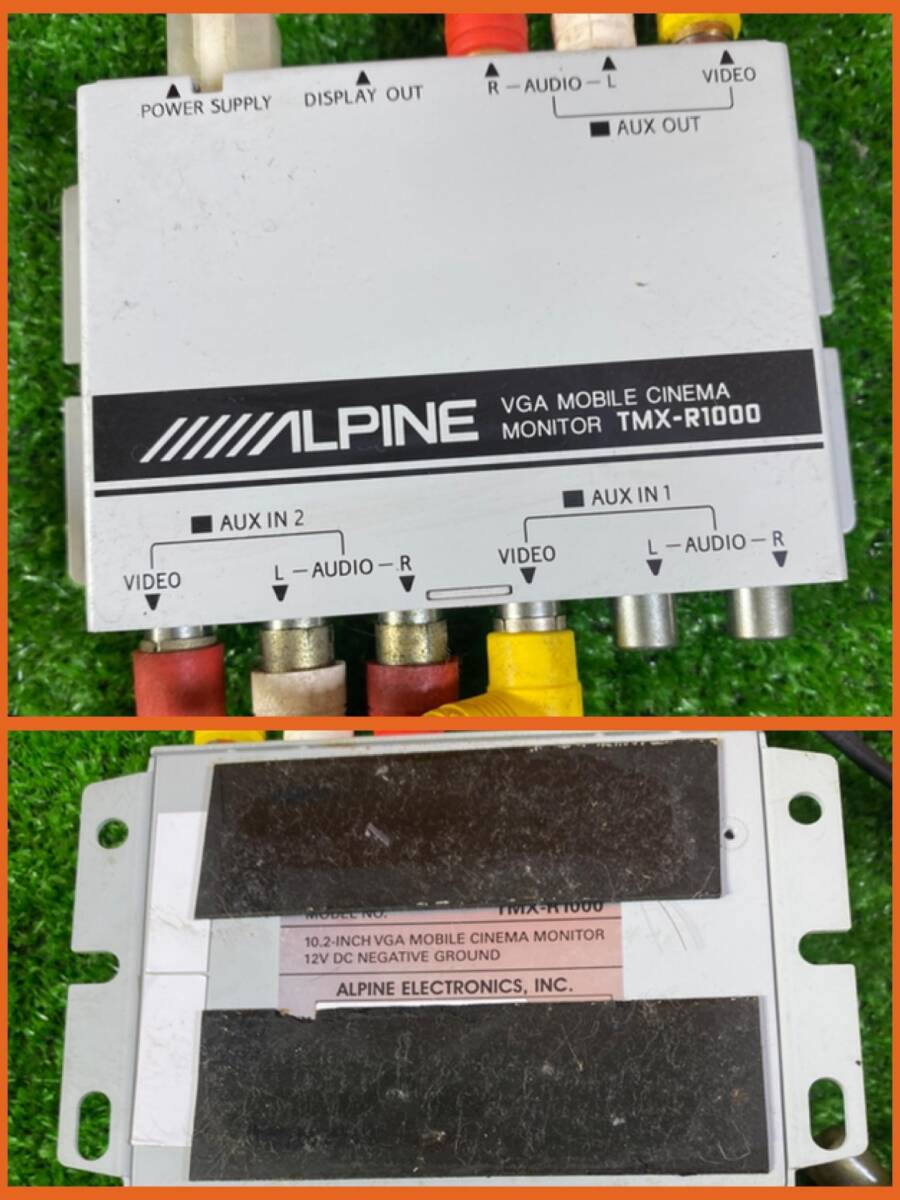 POWER SUPPLY
DISPLAY OUT
R — AUDIO — L
VIDEO
AUX OUT
ALPINE
VGA MOBILE CINEMA
MONITOR TMX-R1000
AUX IN 2
VIDEO
L — AUDIO — R
AUX IN 1
VIDEO
L — AUDIO — R
MODEL NO. TMX-R1000
10.2-INCH VGA MOBILE CINEMA MONITOR
12V DC NEGATIVE GROUND
ALPINE ELECTRONICS, INC.